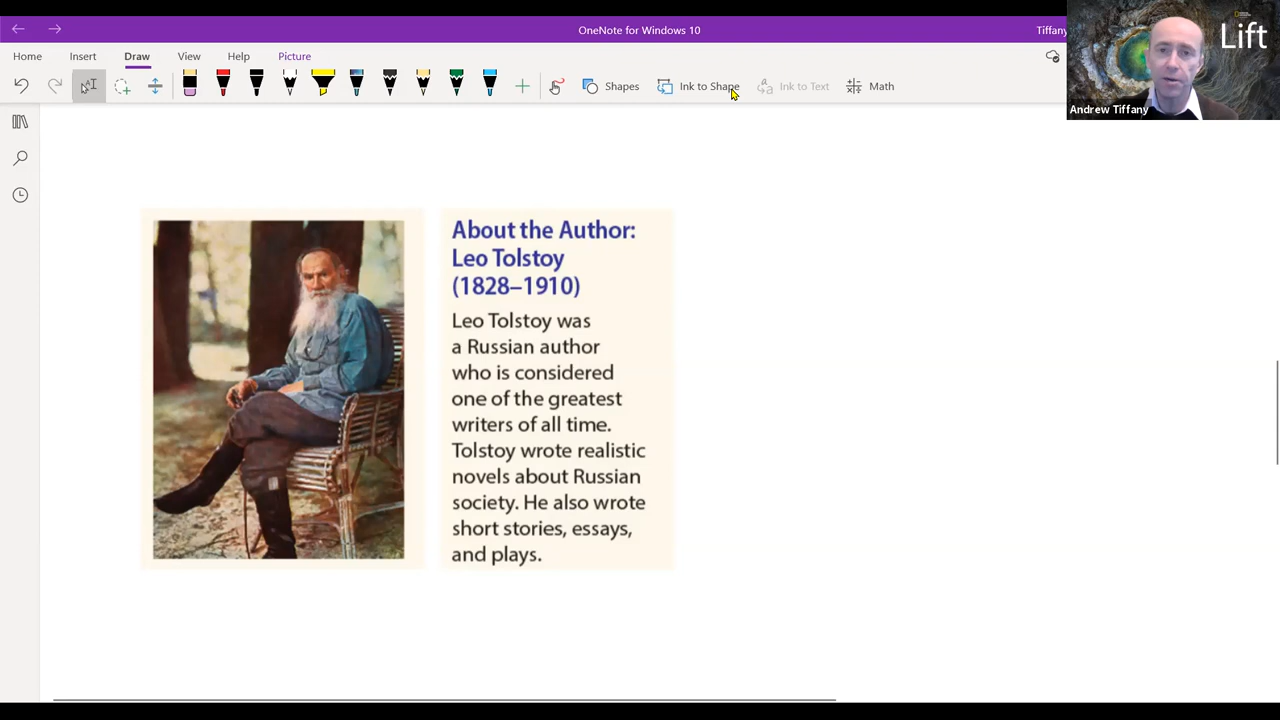 OneNote for Windows 10
Tiffany
Lift
Home Insert Draw View Help Picture
Shapes Ink to Shape Ink to Text Math
Andrew Tiffany
About the Author:
Leo Tolstoy
(1828–1910)
Leo Tolstoy was
a Russian author
who is considered
one of the greatest
writers of all time.
Tolstoy wrote realistic
novels about Russian
society. He also wrote
short stories, essays,
and plays.